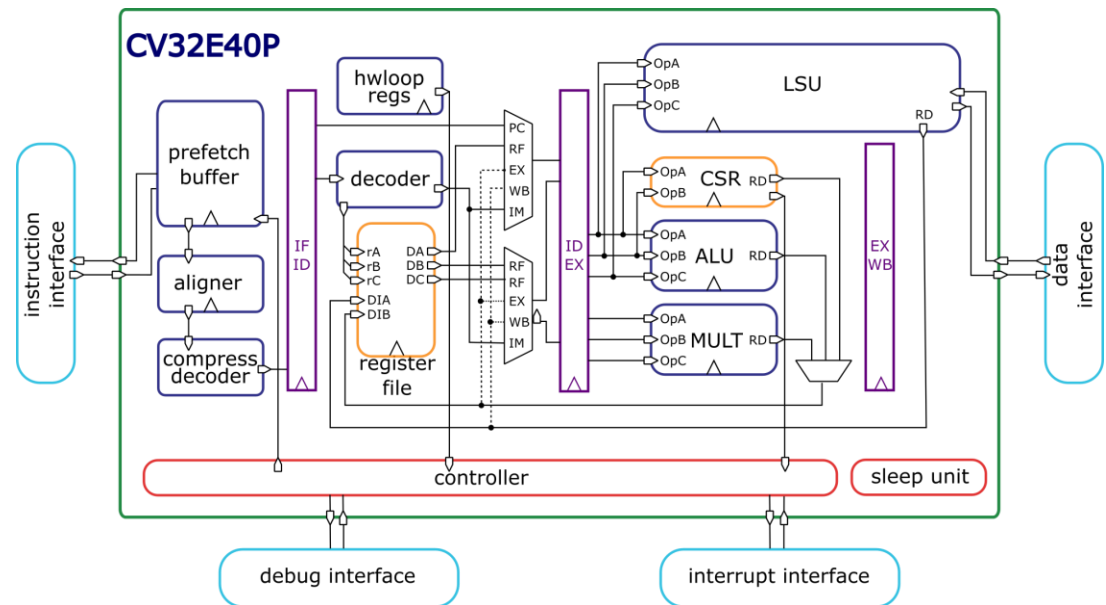 CV32E40P
instruction
interface
prefetch
buffer
aligner
compress
decoder
IF
ID
hwloop
regs
decoder
rA
rB
rC
DIA
DIB
DA
DB
DC
register
file
PC
RF
EX
WB
IM
RF
RF
EX
WB
IM
ID
EX
OpA
OpB
OpC
LSU
RD
OpA
OpB
CSR
RD
OpA
OpB
OpC
ALU
RD
OpA
OpB
OpC
MULT
RD
EX
WB
data
interface
controller
sleep unit
debug interface
interrupt interface